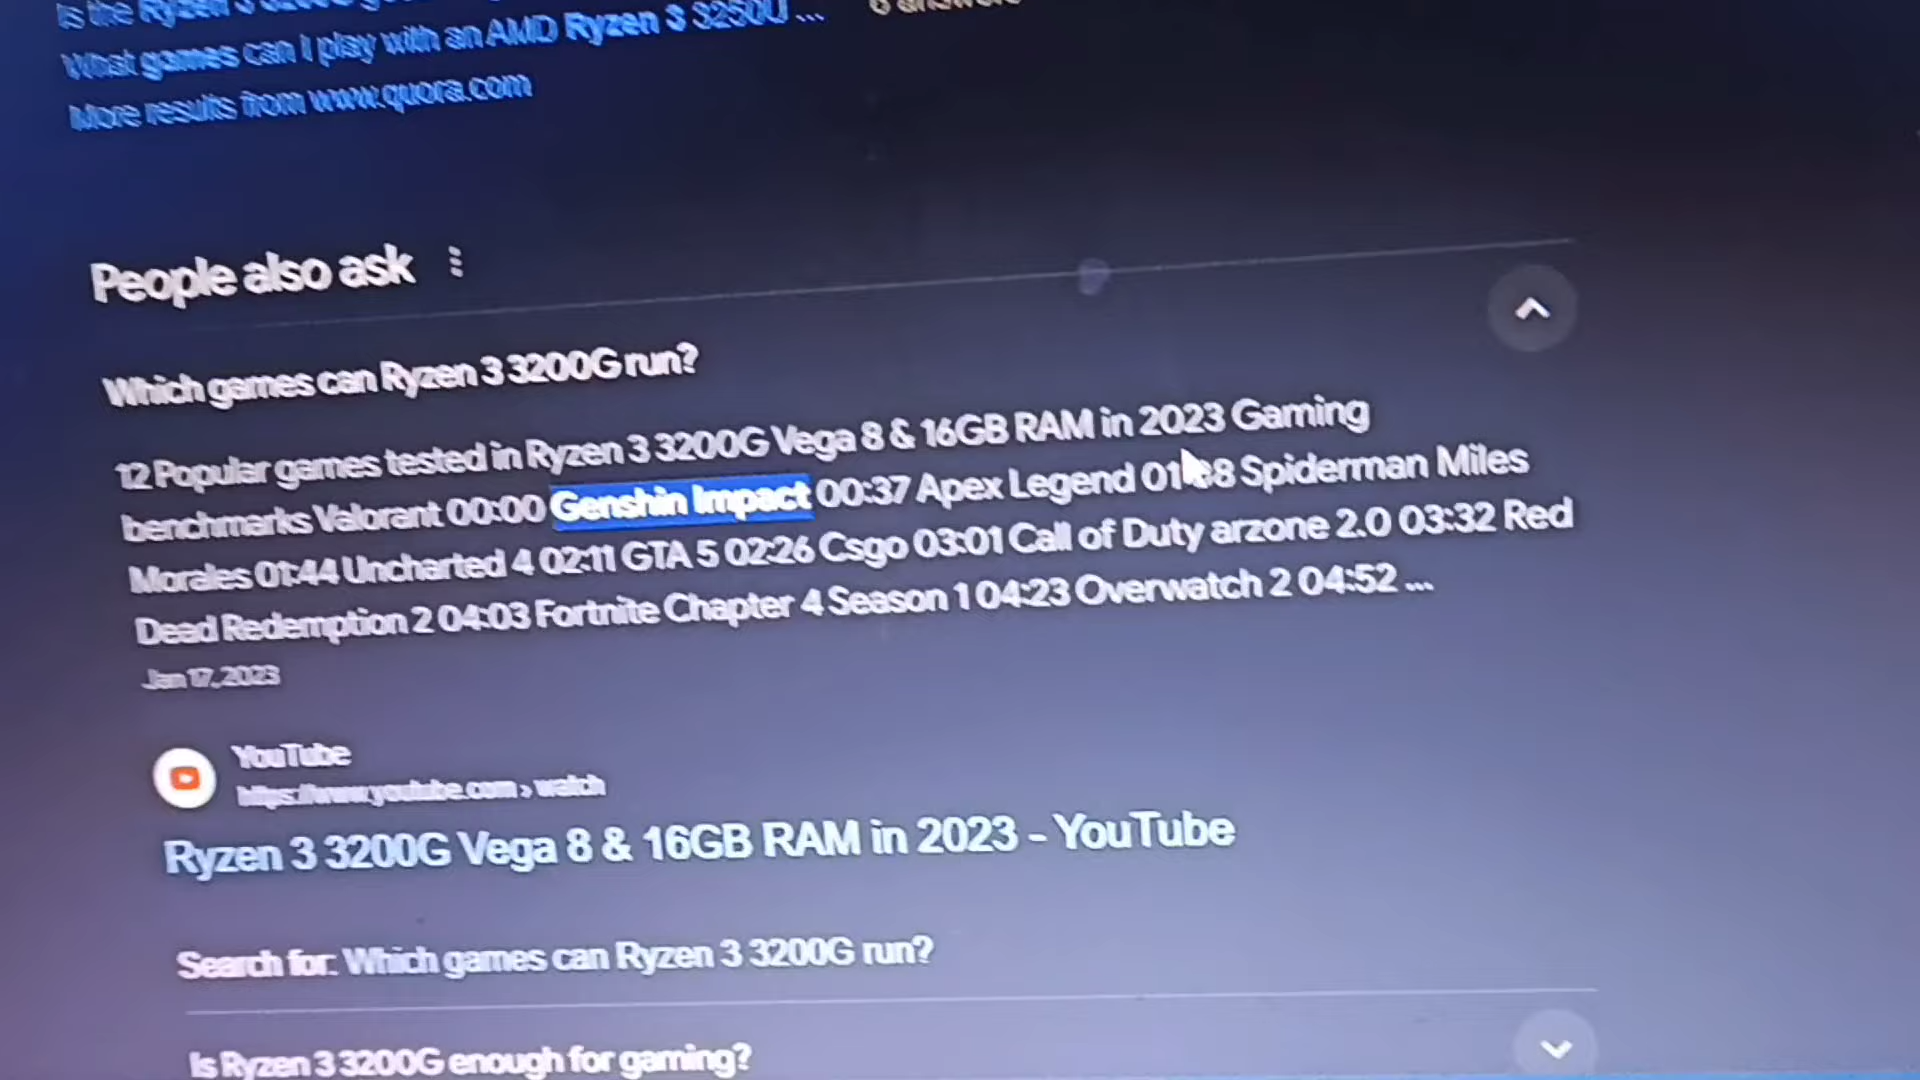 Is the Ryzen 3
What games can I play with an AMD Ryzen 3 3250U ...
6 answers
More results from www.quora.com
People also ask
Which games can Ryzen 3 3200G run?
12 Popular games tested in Ryzen 3 3200G Vega 8 & 16GB RAM in 2023 Gaming
benchmarks Valorant 00:00 Genshin Impact 00:37 Apex Legend Spiderman Miles
Morales 01:44 Uncharted 4 02:11 GTA 5 02:26 Csgo 03:01 Call of Duty arzone 2.0 03:32 Red
Dead Redemption 2 04:03 Fortnite Chapter 4 Season 1 04:23 Overwatch 2 04:52 ...
Jan 17, 2023
YouTube
https://www.youtube.com › watch
Ryzen 3 3200G Vega 8 & 16GB RAM in 2023 - YouTube
Search for: Which games can Ryzen 3 3200G run?
Is Ryzen 3 3200G enough for gaming?